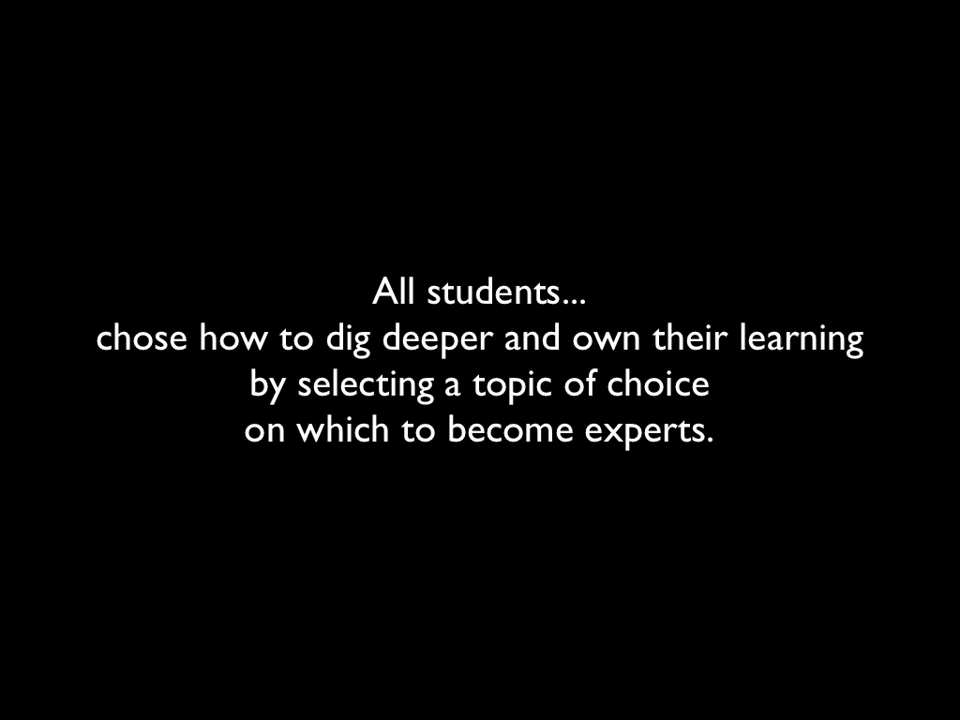 All students...
chose how to dig deeper and own their learning
by selecting a topic of choice
on which to become experts.